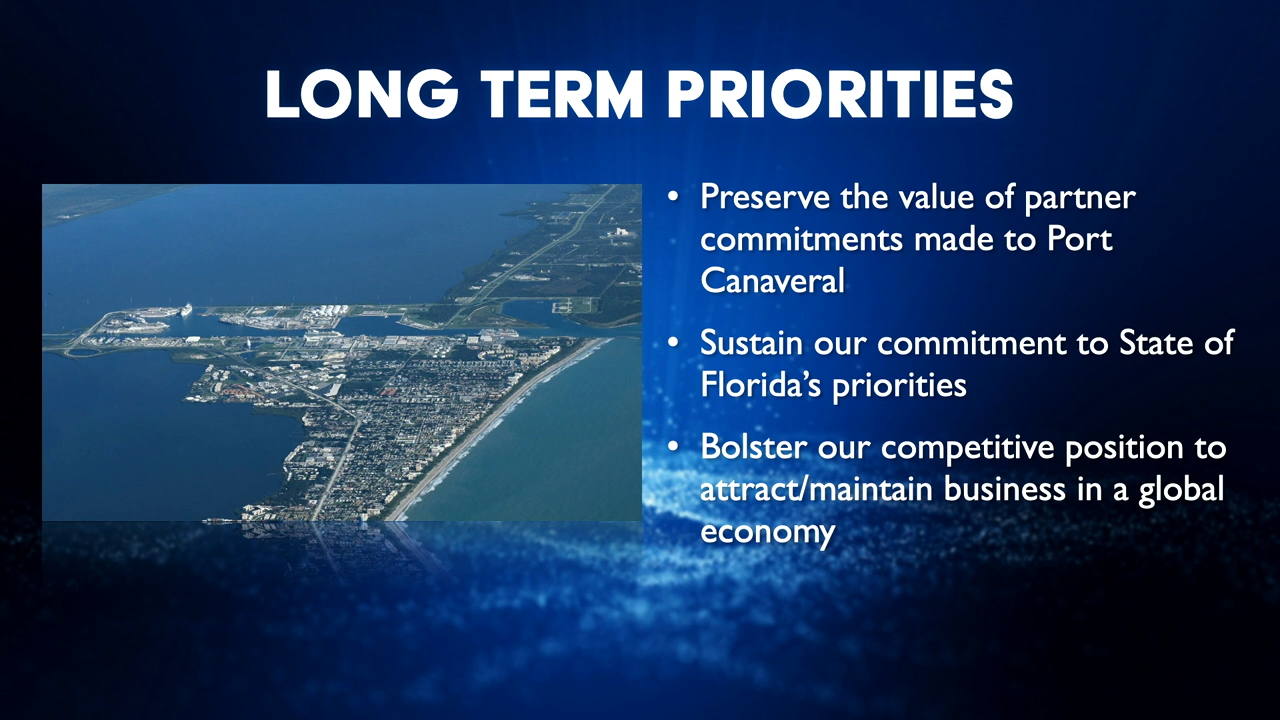 LONG TERM PRIORITIES
• Preserve the value of partner
commitments made to Port
Canaveral
• Sustain our commitment to State of
Florida’s priorities
• Bolster our competitive position to
attract/maintain business in a global
economy